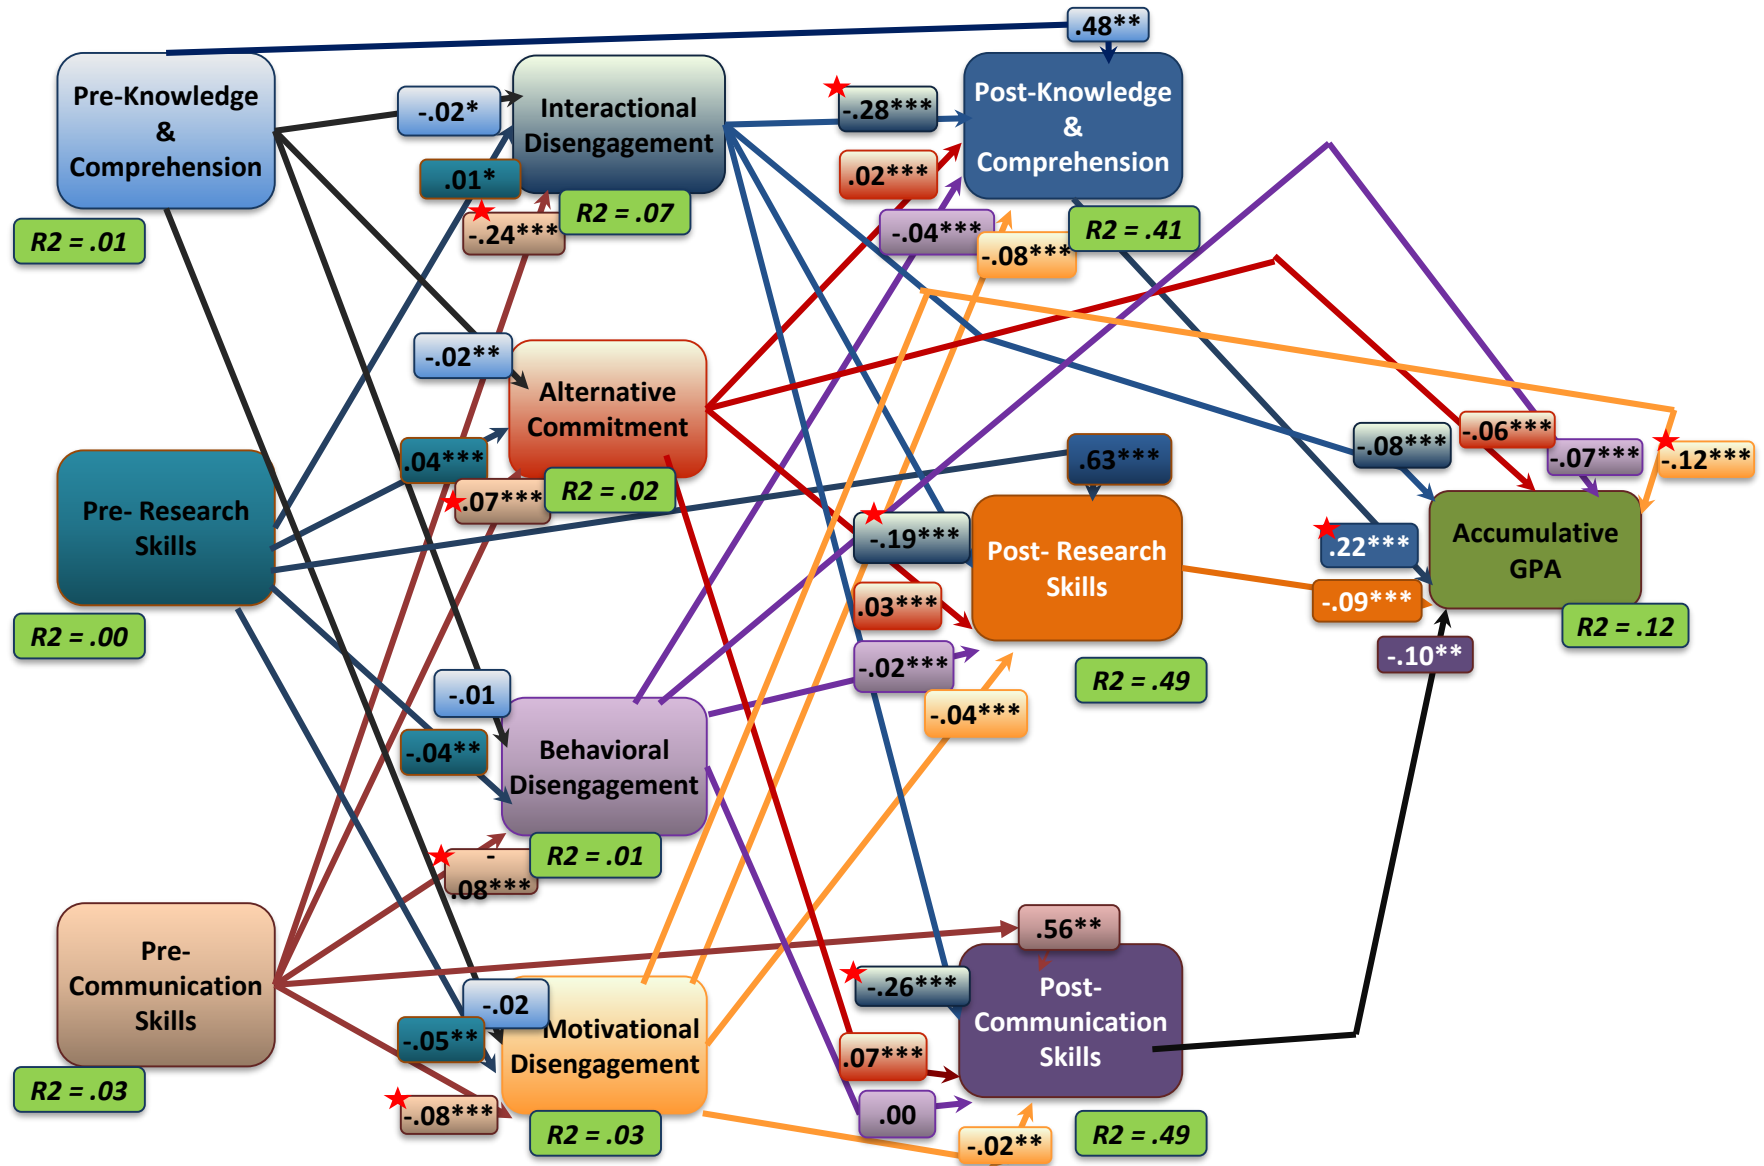 .48**
Pre-Knowledge
&
Comprehension
R2 = .01
-.02*
Interactional
Disengagement
.01*
-.24***
R2 = .07
-.28***
.02***
-.04***
-.08***
Post-Knowledge
&
Comprehension
R2 = .41
-.02**
Alternative
Commitment
.04***
.07***
R2 = .02
Pre- Research
Skills
R2 = .00
.63***
-.19***
.03***
-.02***
-.04***
Post- Research
Skills
R2 = .49
-.08***
-.06***
-.07***
-.12***
.22***
-.09***
-.10**
Accumulative
GPA
R2 = .12
-.01
-.04**
Behavioral
Disengagement
-
.08***
R2 = .01
Pre-
Communication
Skills
R2 = .03
-.02
-.05**
-.08***
Motivational
Disengagement
R2 = .03
.56**
-.26***
.07***
.00
-.02**
Post-
Communication
Skills
R2 = .49